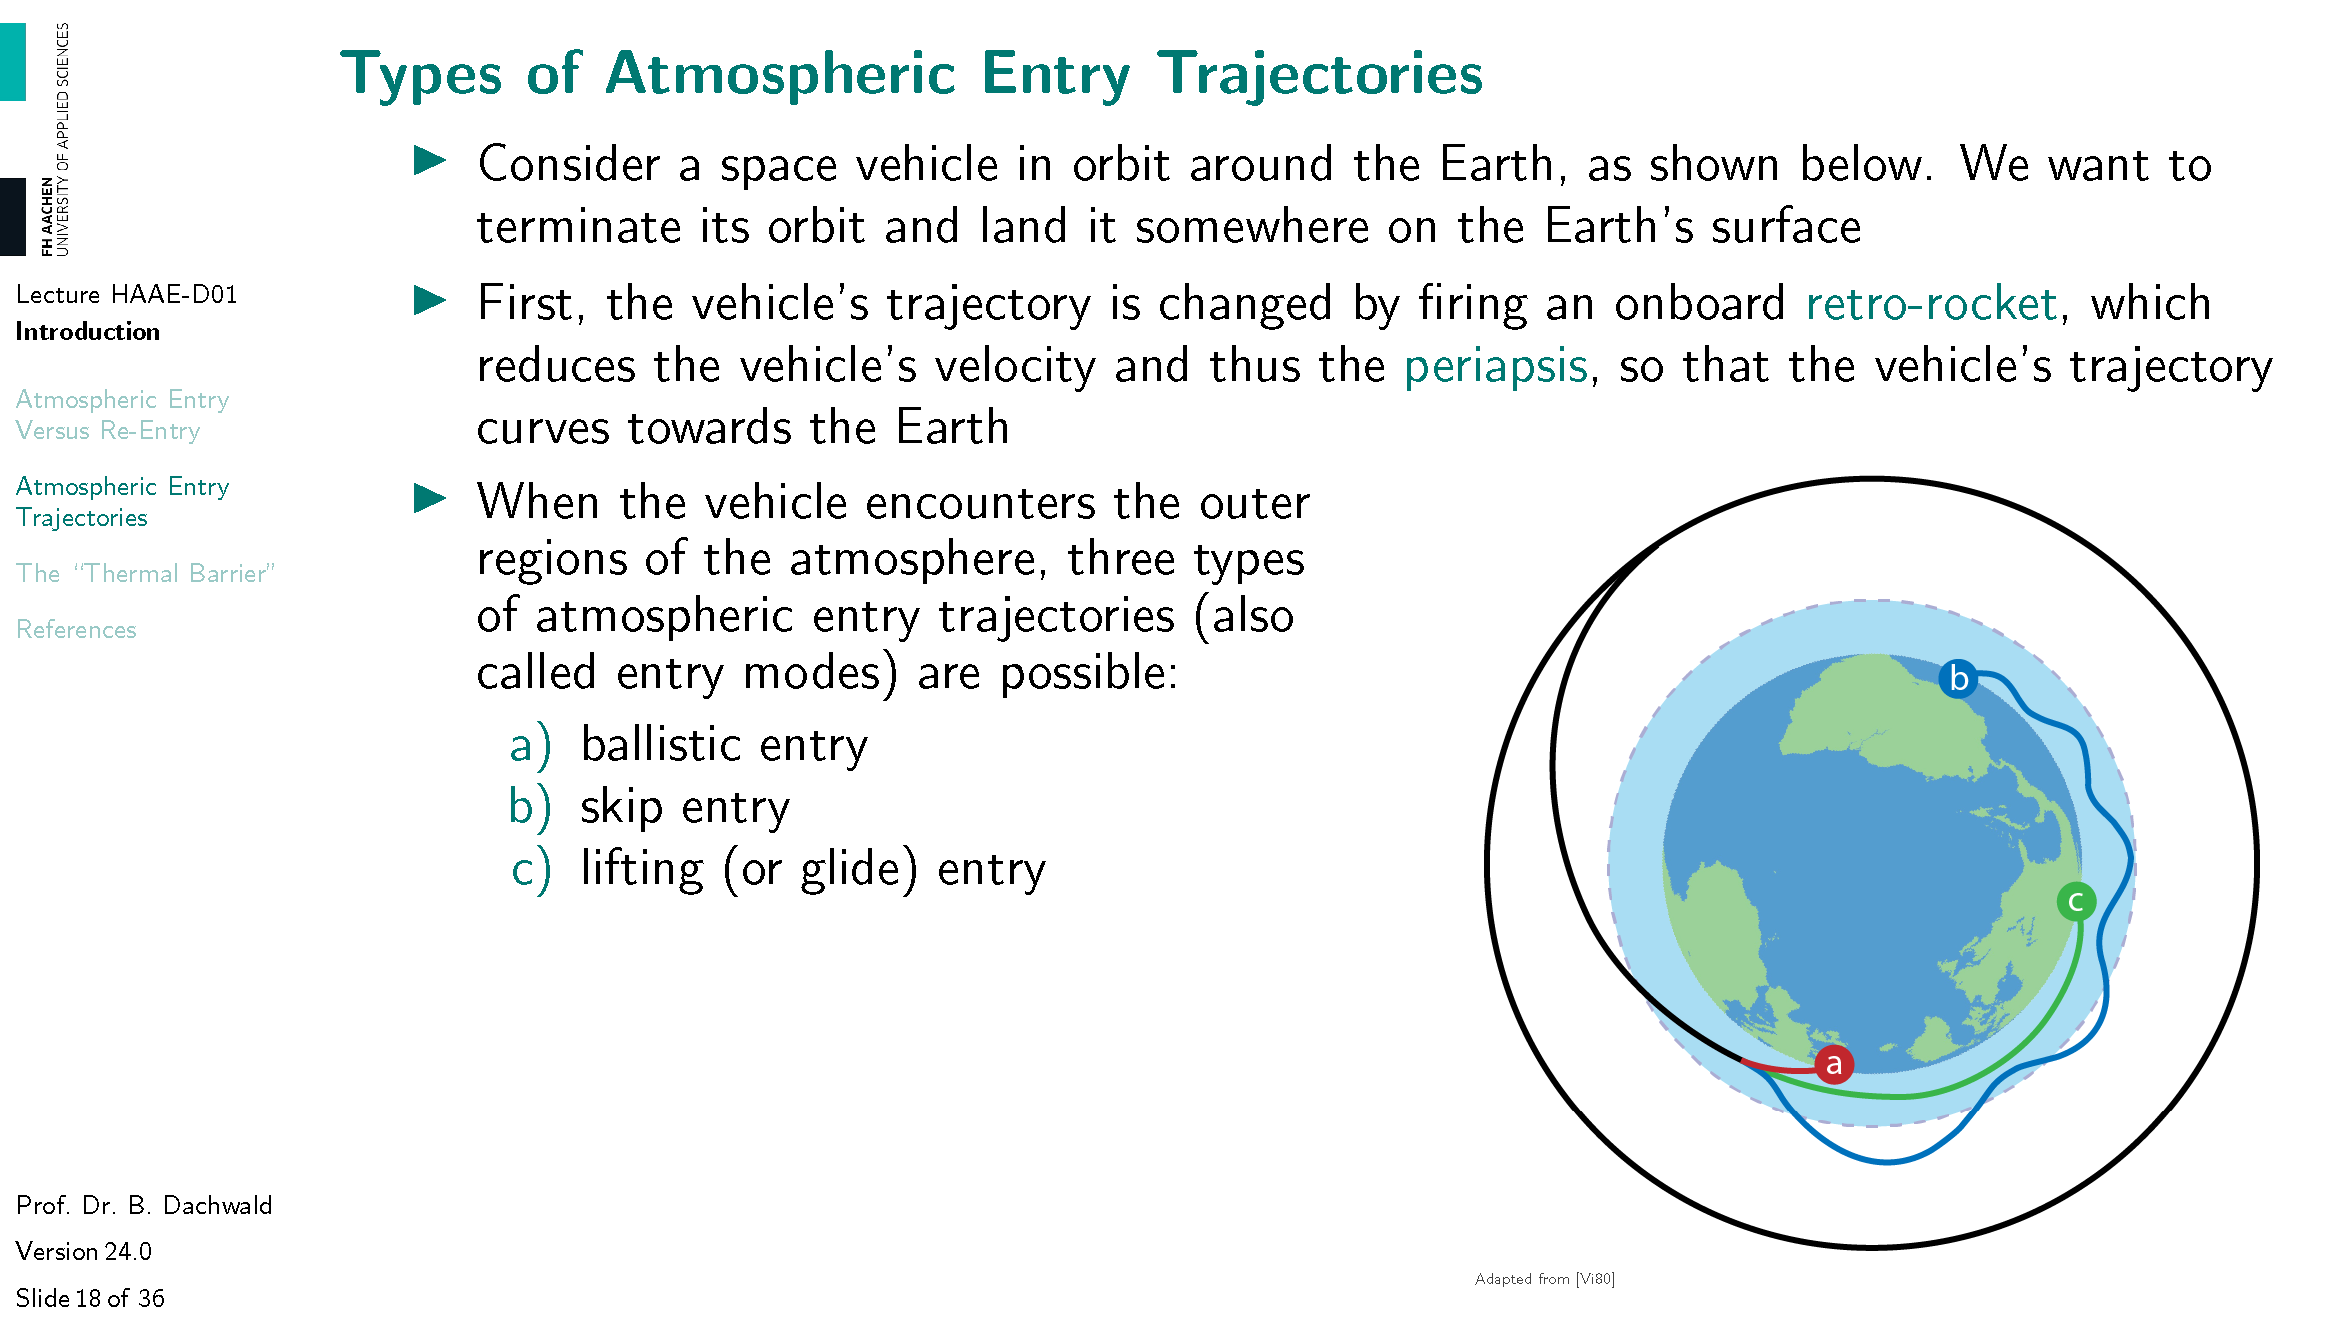 FH AACHEN
UNIVERSITY OF APPLIED SCIENCES
Lecture HAAE-D01
Introduction
Atmospheric Entry
Versus Re-Entry
Atmospheric Entry
Trajectories
The “Thermal Barrier”
References
Prof. Dr. B. Dachwald
Version 24.0
Slide 18 of 36
Types of Atmospheric Entry Trajectories
▶ Consider a space vehicle in orbit around the Earth, as shown below. We want to
terminate its orbit and land it somewhere on the Earth’s surface
▶ First, the vehicle’s trajectory is changed by firing an onboard retro-rocket, which
reduces the vehicle’s velocity and thus the periapsis, so that the vehicle’s trajectory
curves towards the Earth
▶ When the vehicle encounters the outer
regions of the atmosphere, three types
of atmospheric entry trajectories (also
called entry modes) are possible:
a) ballistic entry
b) skip entry
c) lifting (or glide) entry
b
c
a
Adapted from [Vi80]